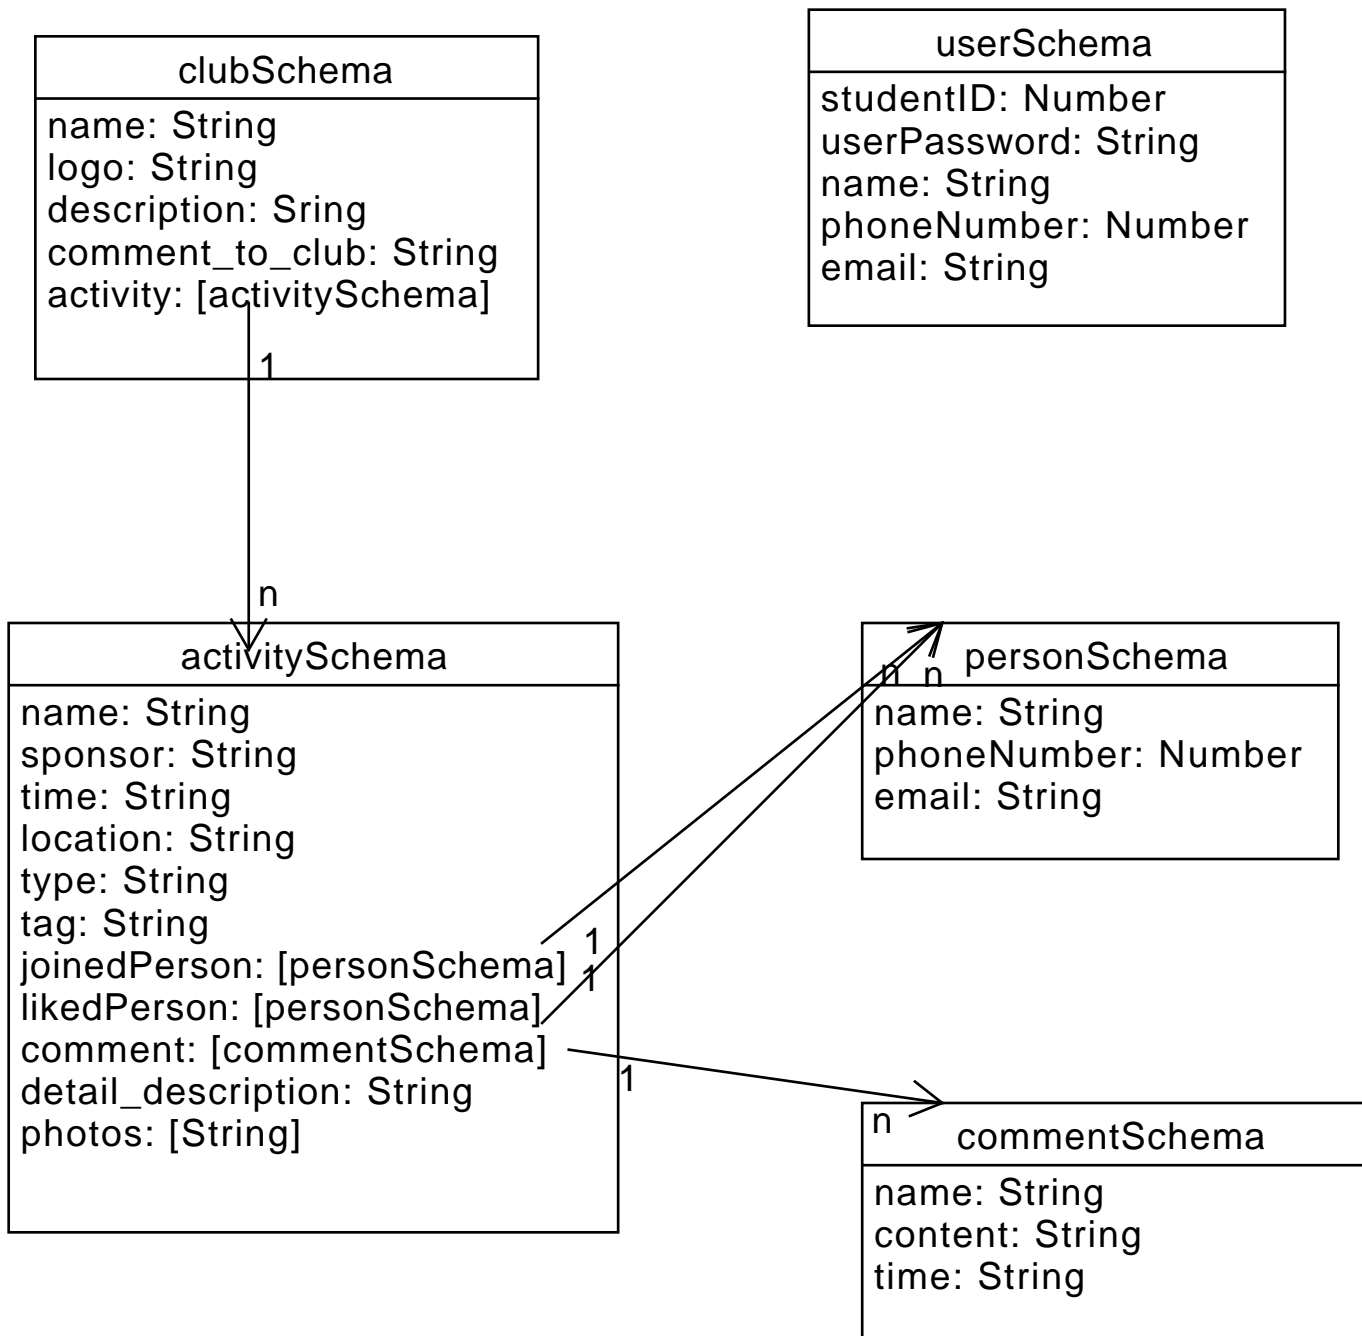 clubSchema
name: String
logo: String
description: Sring
comment_to_club: String
activity: [activitySchema]
1
n
userSchema
studentID: Number
userPassword: String
name: String
phoneNumber: Number
email: String
activitySchema
name: String
sponsor: String
time: String
location: String
type: String
tag: String
joinedPerson: [personSchema]
likedPerson: [personSchema]
comment: [commentSchema]
detail_description: String
photos: [String]
1
1
1
n
n
personSchema
name: String
phoneNumber: Number
email: String
n
commentSchema
name: String
content: String
time: String